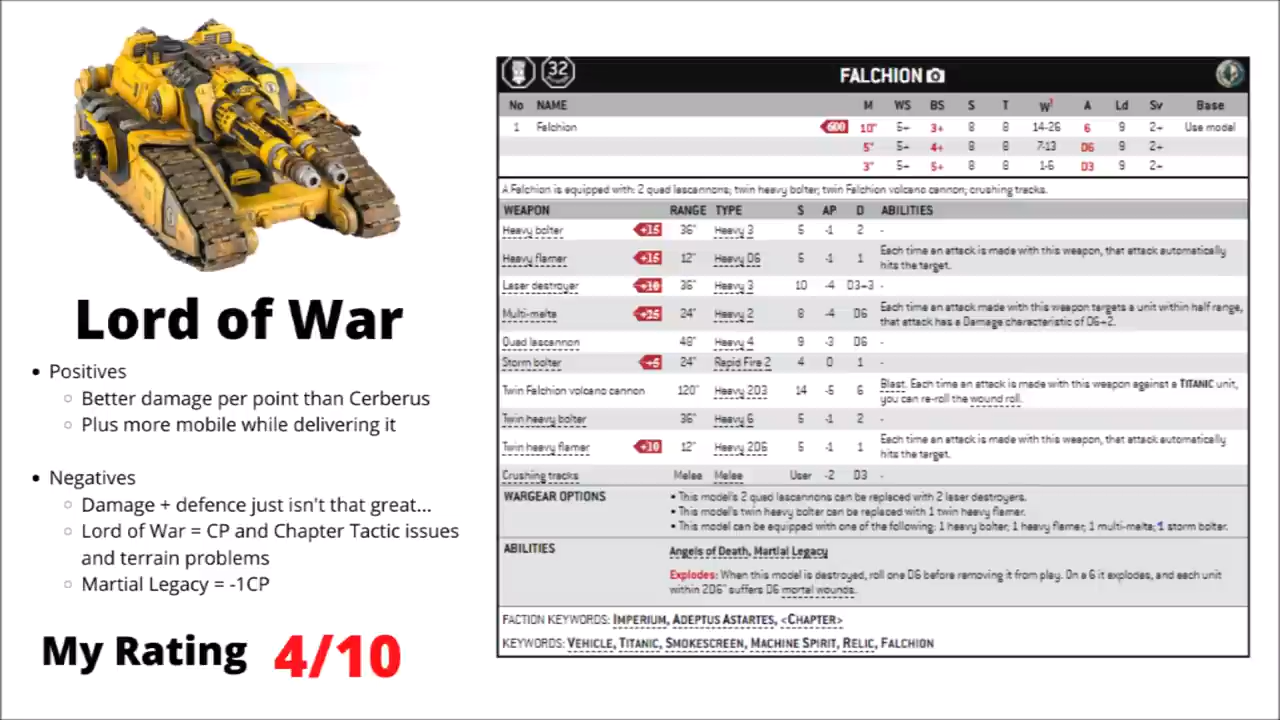 Lord of War
• Positives
○ Better damage per point than Cerberus
○ Plus more mobile while delivering it
• Negatives
○ Damage + defence just isn't that great...
○ Lord of War = CP and Chapter Tactic issues
and terrain problems
○ Martial Legacy = -1CP
My Rating 4/10
32 FALCHION
No NAME M WS BS S T W A Ld Sv Base
1 Falchion 600 10" 5+ 3+ 8 8 14-26 6 9 2+ Use model
5" 5+ 4+ 8 8 7-13 D6 9 2+
3" 5+ 5+ 8 8 1-6 D3 9 2+
A Falchion is equipped with: 2 quad lascannons; twin heavy bolter; twin Falchion volcano cannon; crushing tracks.
WEAPON RANGE TYPE S AP D ABILITIES
Heavy bolter +15 36" Heavy 3 5 -1 2 -
Heavy flamer +15 12" Heavy D6 5 -1 1 Each time an attack is made with this weapon, that attack automatically
hits the target.
Laser destroyer +10 36" Heavy 3 10 -4 D3+3 -
Multi-melta +25 24" Heavy 2 8 -4 D6 Each time an attack made with this weapon targets a unit within half range,
that attack has a Damage characteristic of D6+2.
Quad lascannon 48" Heavy 4 9 -3 D6 -
Storm bolter +5 24" Rapid Fire 2 4 0 1 -
Twin Falchion volcano cannon 120" Heavy 2D3 14 -5 6 Blast. Each time an attack is made with this weapon against a TITANIC unit,
you can re-roll the wound roll.
Twin heavy bolter 36" Heavy 6 5 -1 2 -
Twin heavy flamer +10 12" Heavy 2D6 5 -1 1 Each time an attack is made with this weapon, that attack automatically
hits the target.
Crushing tracks Melee Melee User -2 D3 -
WARGEAR OPTIONS • This model's 2 quad lascannons can be replaced with 2 laser destroyers.
• This model's twin heavy bolter can be replaced with 1 twin heavy flamer.
• This model can be equipped with one of the following: 1 heavy bolter; 1 heavy flamer; 1 multi-melta; 1 storm bolter.
ABILITIES Angels of Death, Martial Legacy
Explodes: When this model is destroyed, roll one D6 before removing it from play. On a 6 it explodes, and each unit
within 2D6" suffers D6 mortal wounds.
FACTION KEYWORDS: IMPERIUM, ADEPTUS ASTARTES, <CHAPTER>
KEYWORDS: VEHICLE, TITANIC, SMOKESCREEN, MACHINE SPIRIT, RELIC, FALCHION